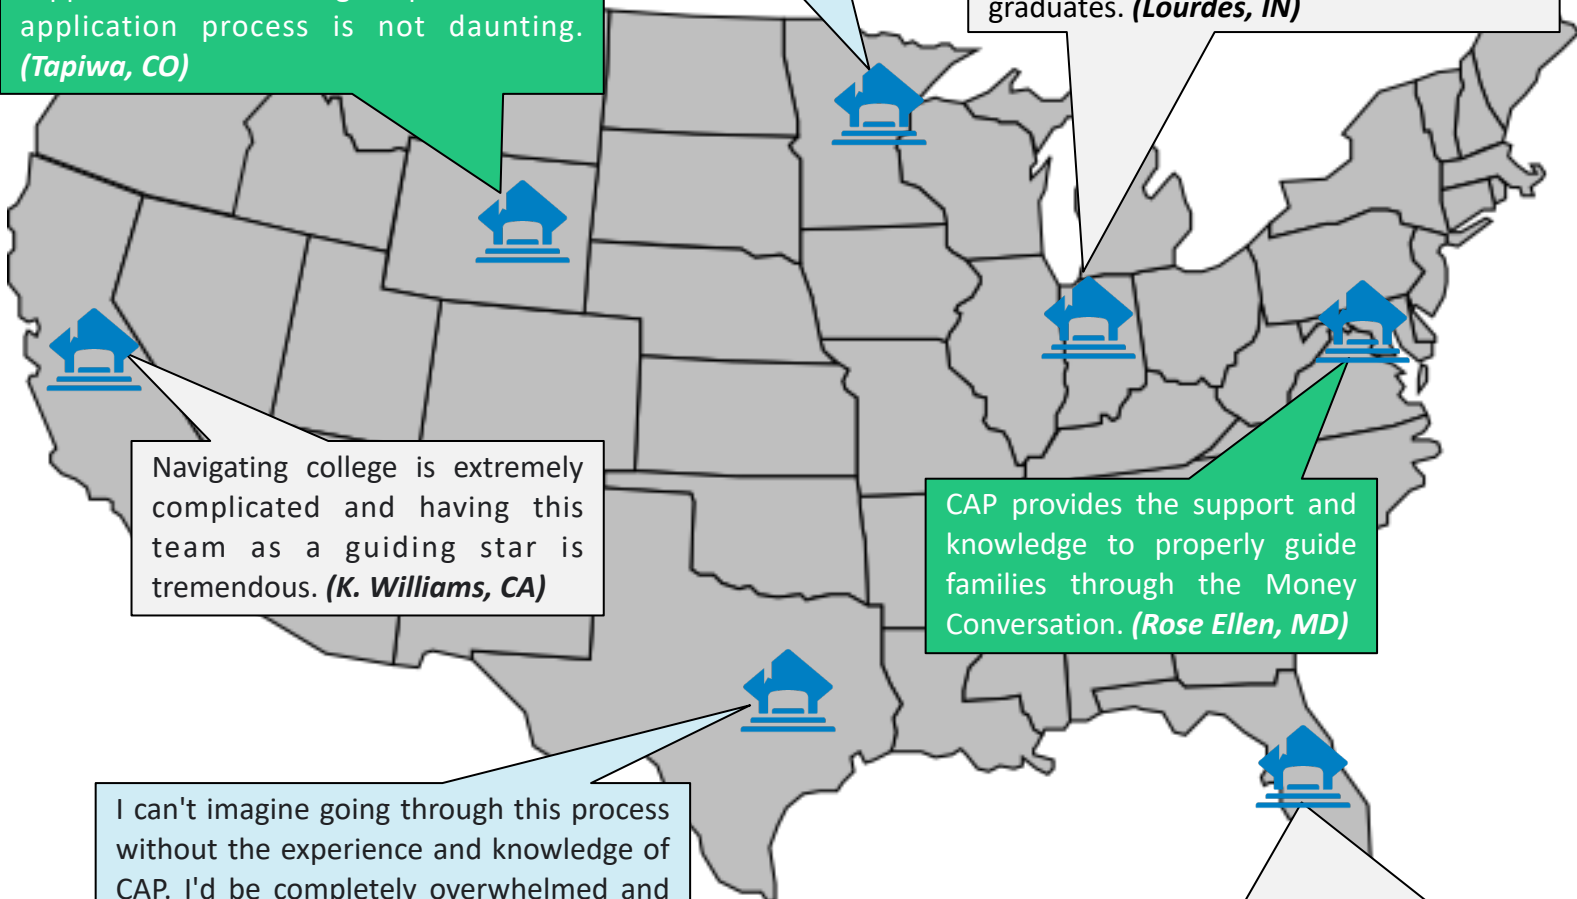 application process is not daunting.
(Tapiwa, CO)
graduates. (Lourdes, IN)
Navigating college is extremely
complicated and having this
team as a guiding star is
tremendous. (K. Williams, CA)
CAP provides the support and
knowledge to properly guide
families through the Money
Conversation. (Rose Ellen, MD)
I can't imagine going through this process
without the experience and knowledge of
CAP. I'd be completely overwhelmed and